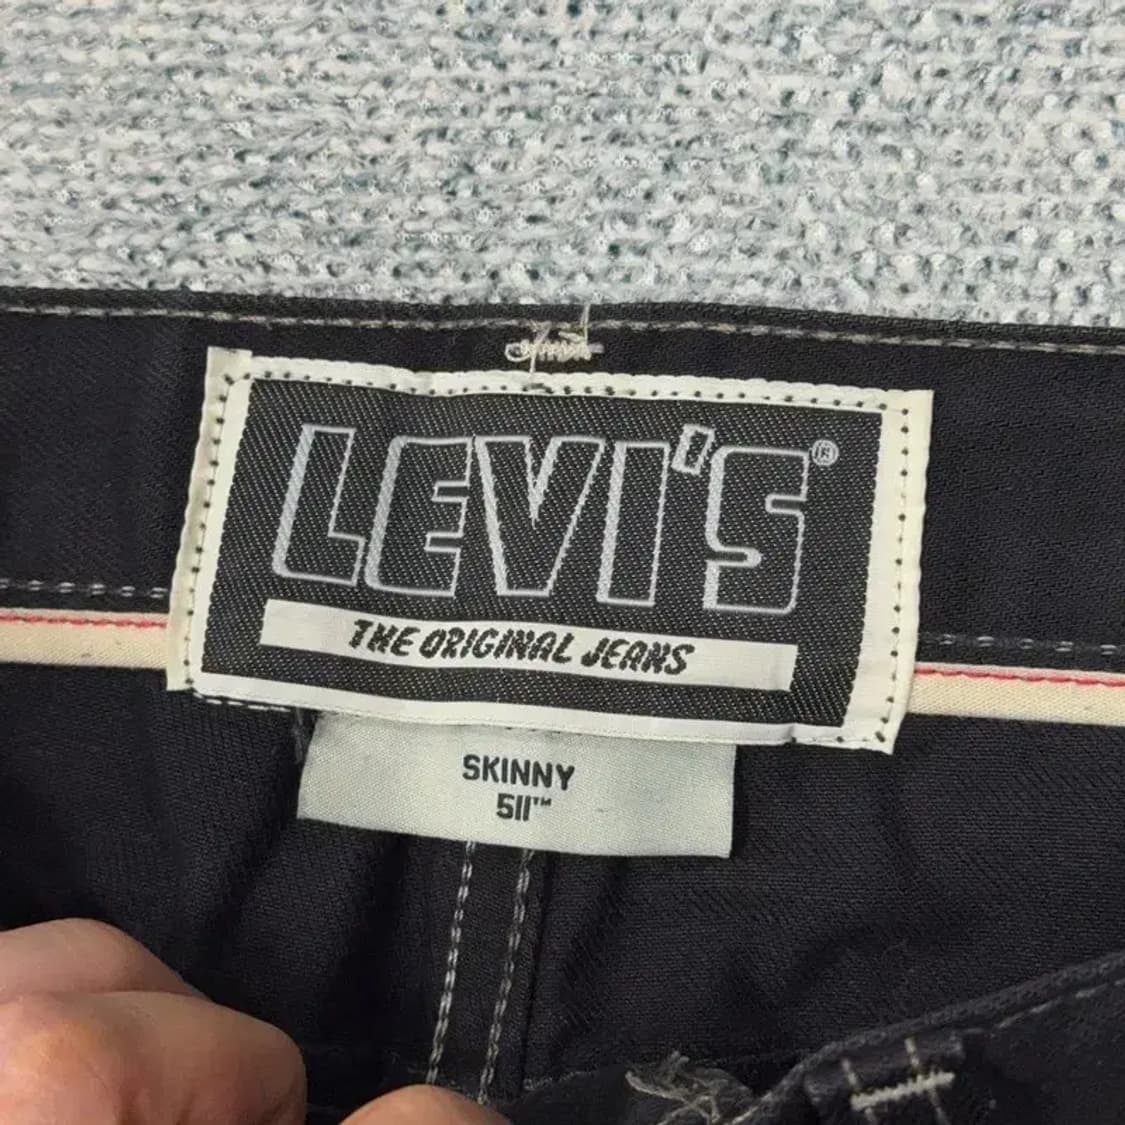 LEVI'S®
THE ORIGINAL JEANS
SKINNY
511™